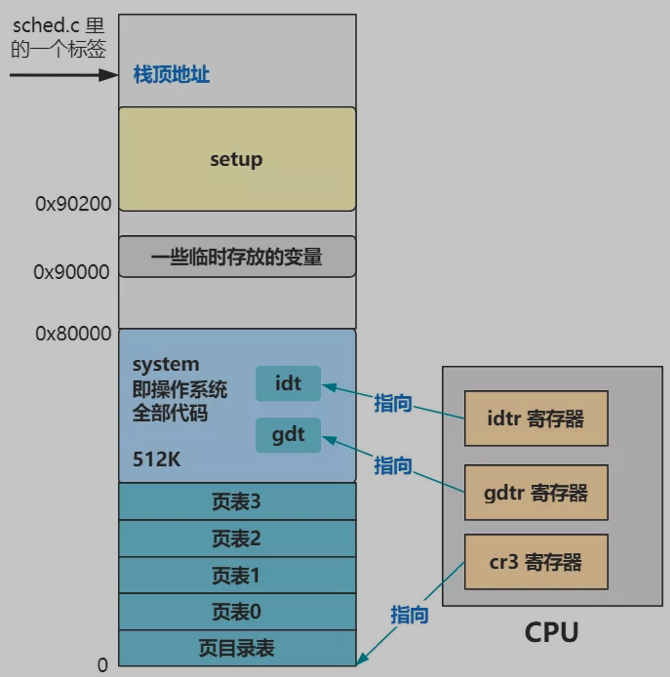 sched.c 里
的一个标签
栈顶地址
setup
0x90200
一些临时存放的变量
0x90000
0x80000
system
即操作系统
全部代码
512K
idt
gdt
指向
指向
idtr 寄存器
gdtr 寄存器
cr3 寄存器
指向
CPU
页表3
页表2
页表1
页表0
页目录表
0